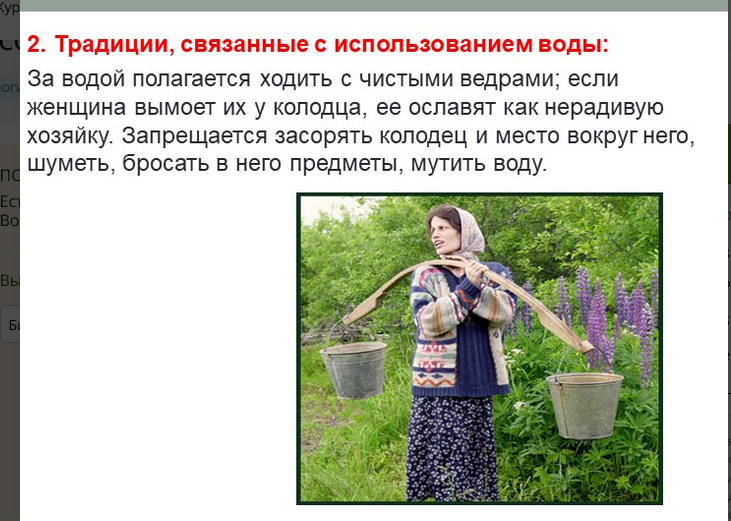 2. Традиции, связанные с использованием воды:
За водой полагается ходить с чистыми ведрами; если
женщина вымоет их у колодца, ее ославят как нерадивую
хозяйку. Запрещается засорять колодец и место вокруг него,
шуметь, бросать в него предметы, мутить воду.